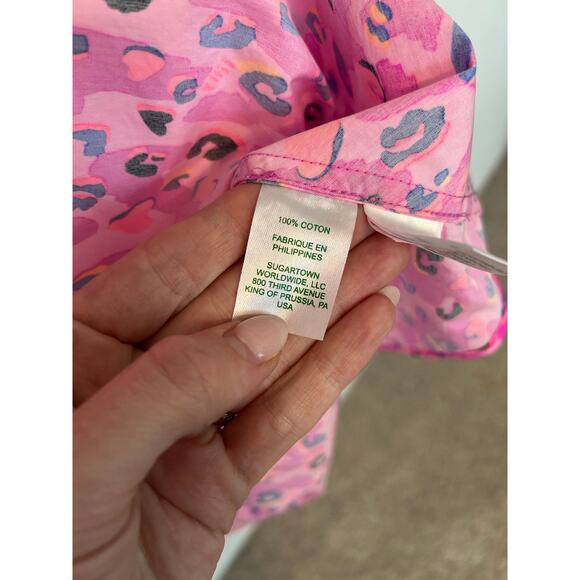 100% COTON
FABRIQUE EN
PHILIPPINES
SUGARTOWN
WORLDWIDE, LLC
800 THIRD AVENUE
KING OF PRUSSIA, PA
USA